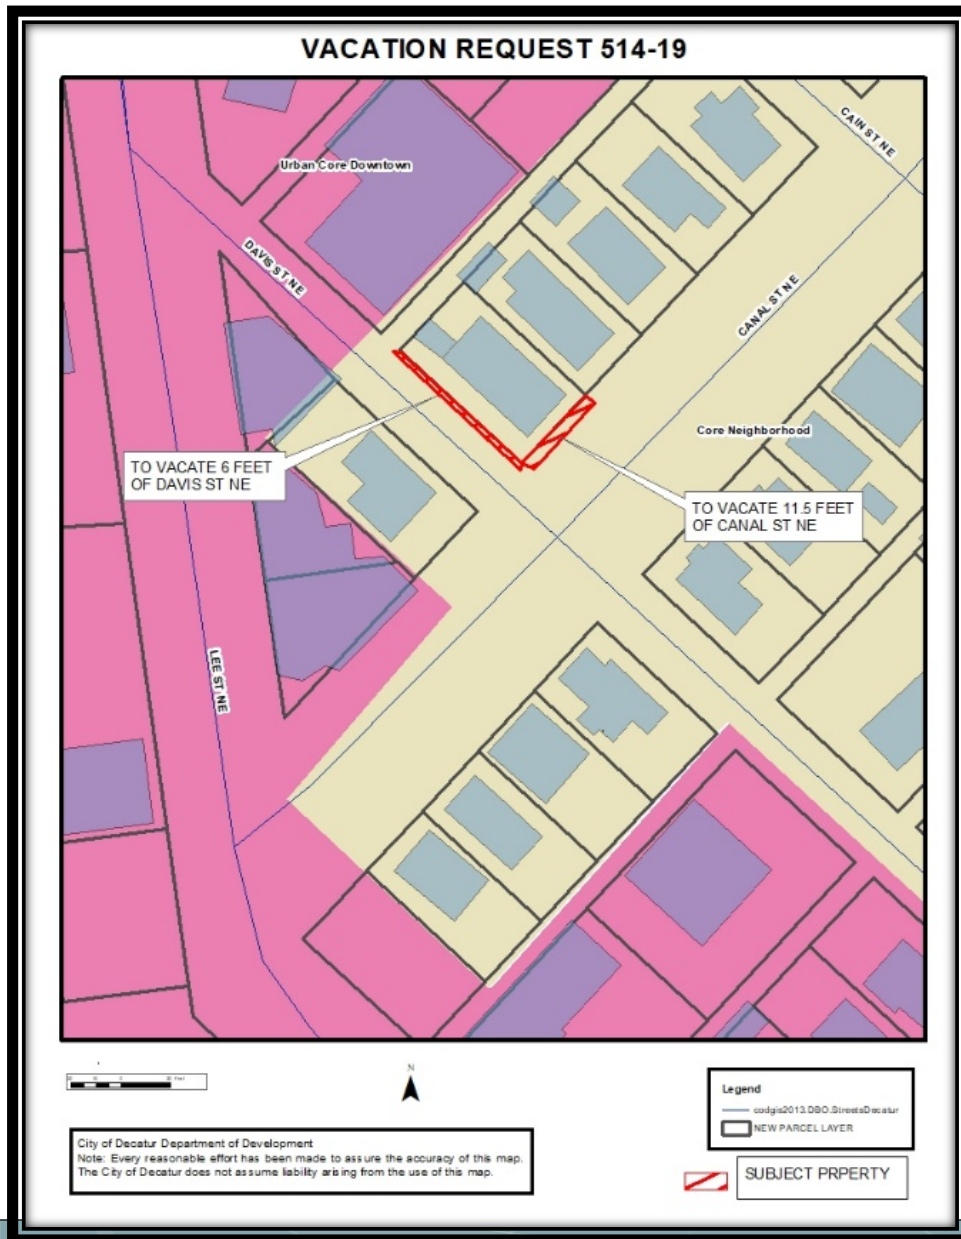 VACATION REQUEST 514-19
CAIN ST NE
Urban Core Downtown
DAVIS ST NE
CANAL ST NE
Core Neighborhood
TO VACATE 6 FEET
OF DAVIS ST NE
TO VACATE 11.5 FEET
OF CANAL ST NE
LEE ST NE
N
Legend
codgis2013.DBO.StreetsDecatur
NEW PARCEL LAYER
City of Decatur Department of Development
Note: Every reasonable effort has been made to assure the accuracy of this map.
The City of Decatur does not assume liability arising from the use of this map.
SUBJECT PRPERTY